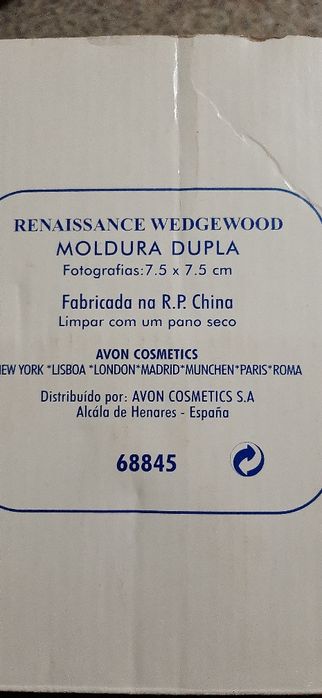 RENAISSANCE WEDGEWOOD
MOLDURA DUPLA
Fotografias:7.5 x 7.5 cm
Fabricada na R.P. China
Limpar com um pano seco
AVON COSMETICS
EW YORK *LISBOA *LONDON*MADRID*MUNCHEN*PARIS*ROMA
Distribuído por: AVON COSMETICS S.A
Alcála de Henares - España
68845